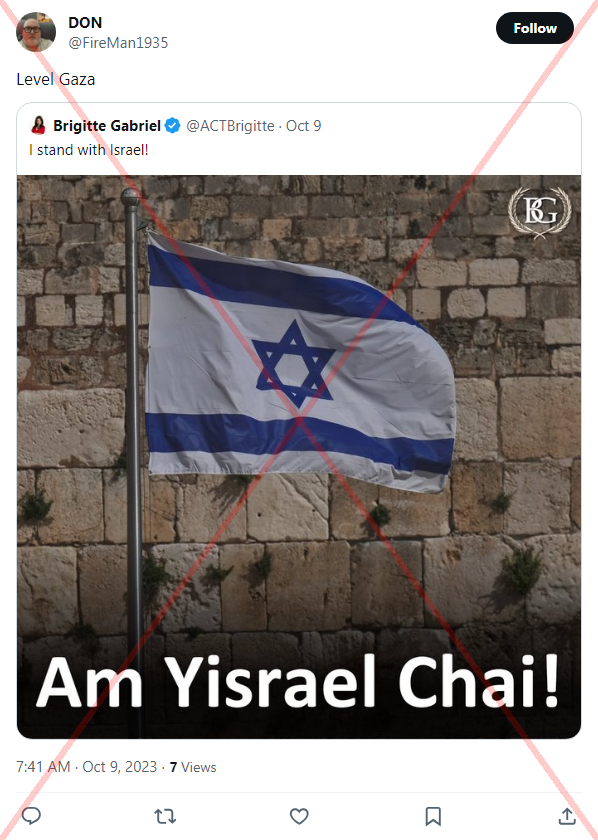 DON
@FireMan1935
Follow
Level Gaza
Brigitte Gabriel @ACTBrigitte · Oct 9
I stand with Israel!
BG
Am Yisrael Chai!
7:41 AM · Oct 9, 2023 · 7 Views